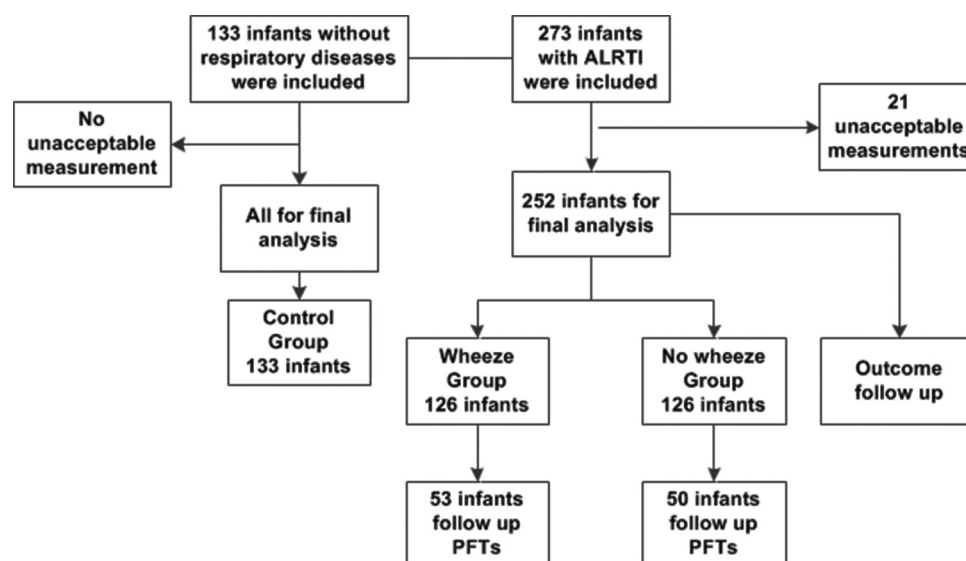 133 infants without
respiratory diseases
were included
273 infants
with ALRTI
were included
No
unacceptable
measurement
21
unacceptable
measurements
All for final
analysis
252 infants for
final analysis
Control
Group
133 infants
Wheeze
Group
126 infants
No wheeze
Group
126 infants
Outcome
follow up
53 infants
follow up
PFTs
50 infants
follow up
PFTs